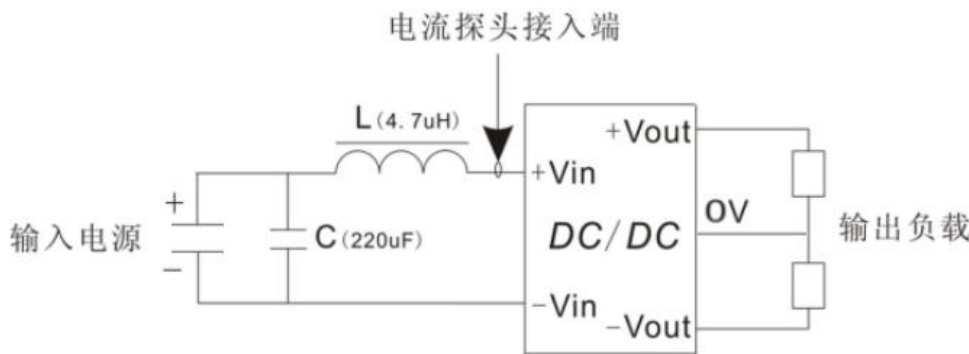 电流探头接入端
L(4.7uH)
+Vout
+Vin
+
0V
输入电源
C(220uF)
DC/DC
输出负载
−
−Vin
−Vout